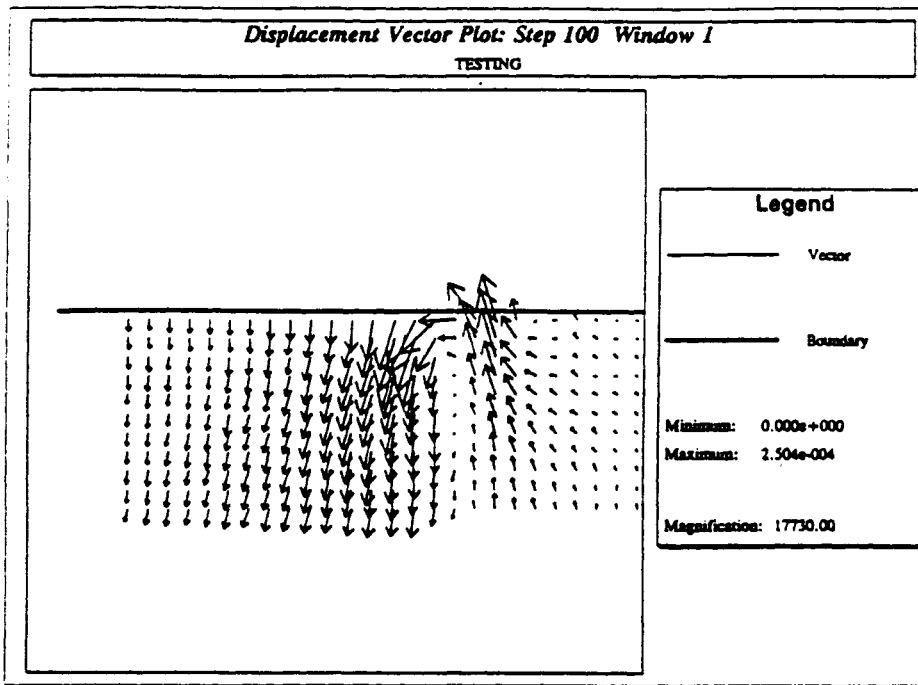 Displacement Vector Plot: Step 100 Window 1
TESTING
Legend
Vector
Boundary
Minimum: 0.000e+000
Maximum: 2.504e-004
Magnification: 17730.00